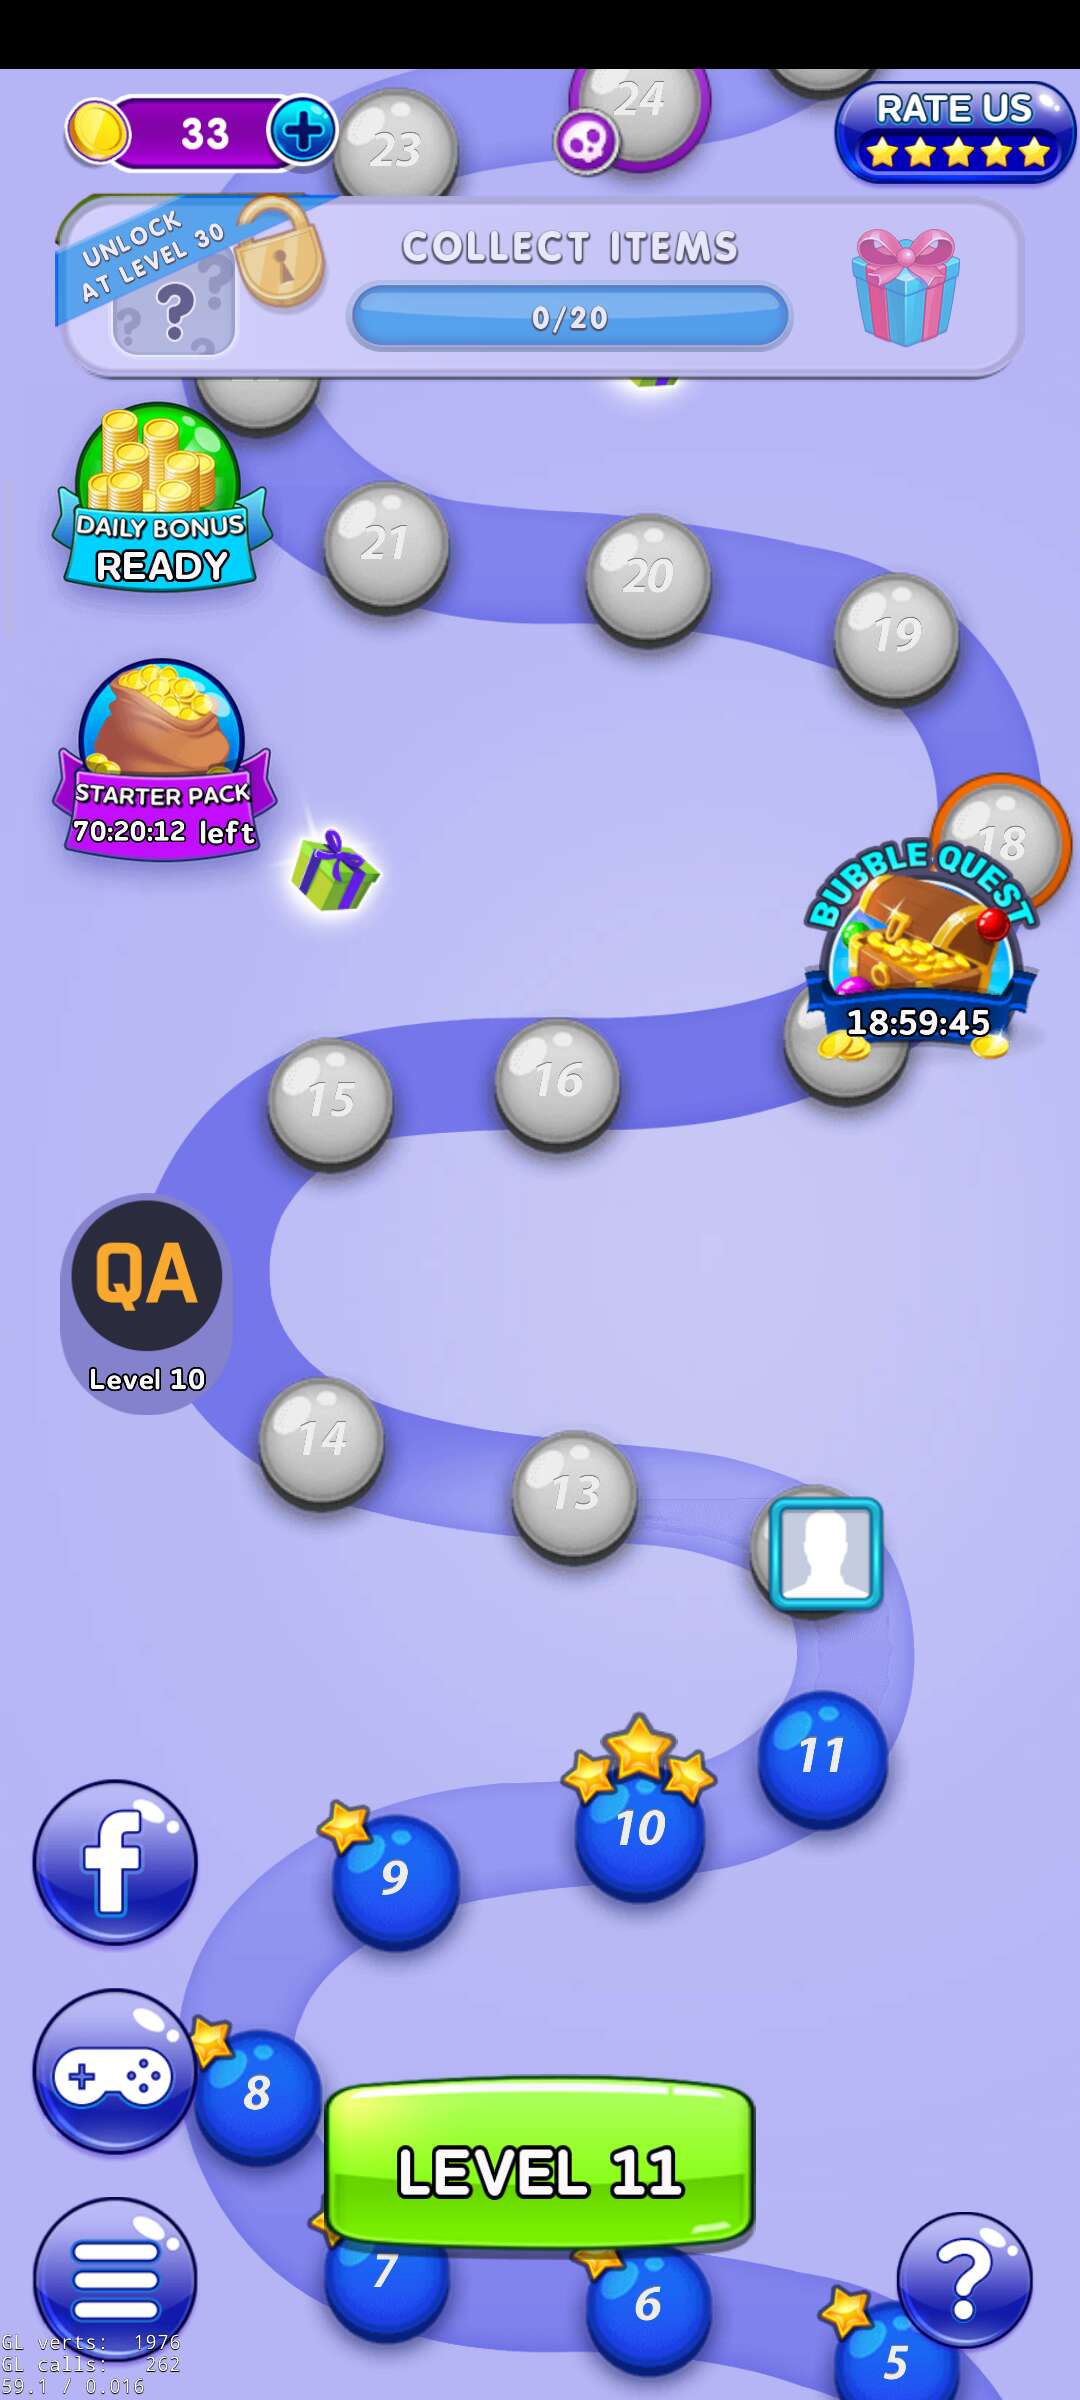 24
33
RATE US
23
UNLOCK
AT LEVEL 30
COLLECT ITEMS
?
0/20
DAILY BONUS
READY
21
20
19
STARTER PACK
70:20:12 left
18
BUBBLE QUEST
18:59:45
15
16
QA
Level 10
14
13
11
10
9
f
8
LEVEL 11
7
6
?
5
GL verts: 1976
GL calls: 262
59.1 / 0.016